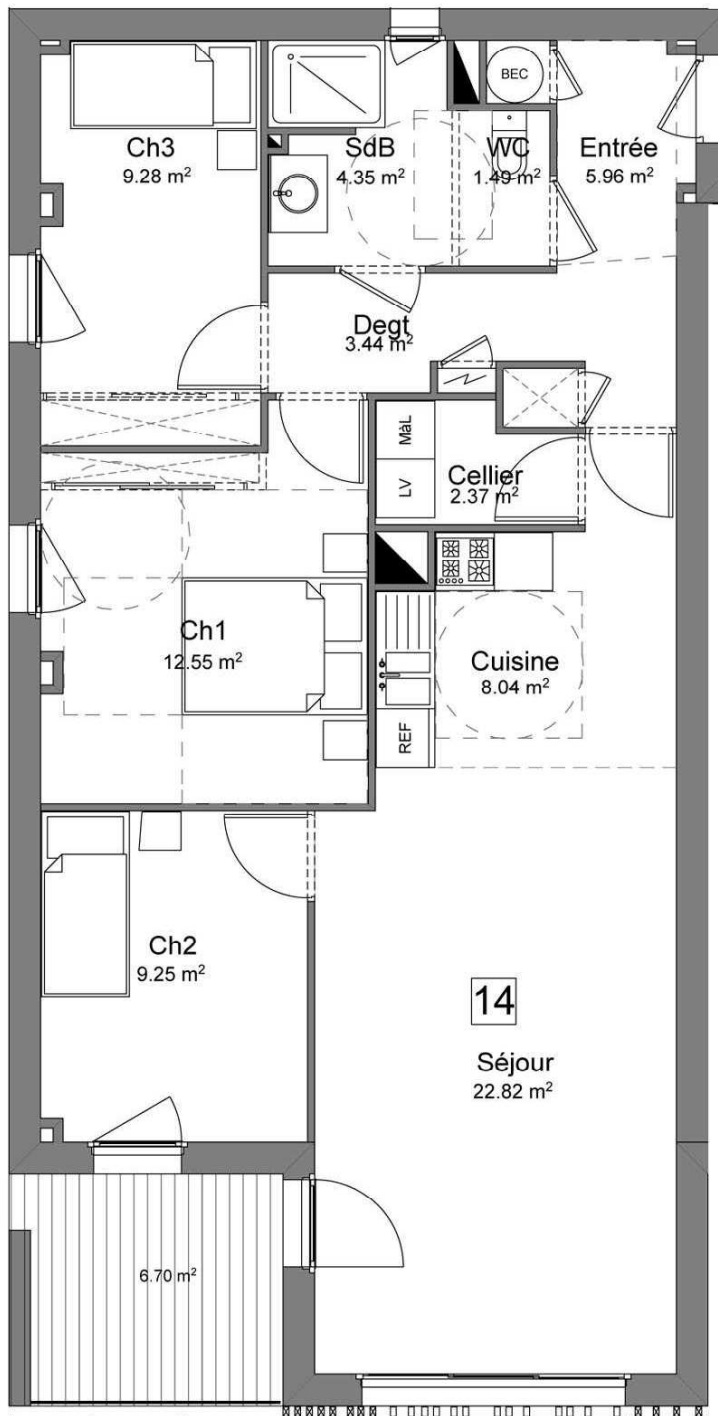 BEC
Ch3
9.28 m²
SdB
4.35 m²
WC
1.49 m²
Entrée
5.96 m²
Degt
3.44 m²
MàL
LV
Cellier
2.37 m²
Ch1
12.55 m²
Cuisine
8.04 m²
REF
Ch2
9.25 m²
14
Séjour
22.82 m²
6.70 m²